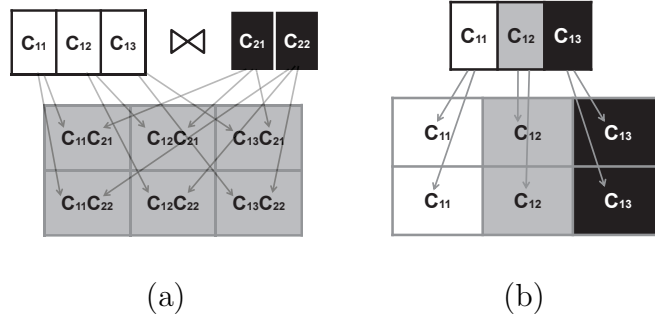 C₁₁ C₁₂ C₁₃ ⋈ C₂₁ C₂₂
C₁₁C₂₁ C₁₂C₂₁ C₁₃C₂₁
C₁₁C₂₂ C₁₂C₂₂ C₁₃C₂₂
(a)
C₁₁ C₁₂ C₁₃
C₁₁ C₁₂ C₁₃
C₁₁ C₁₂ C₁₃
(b)